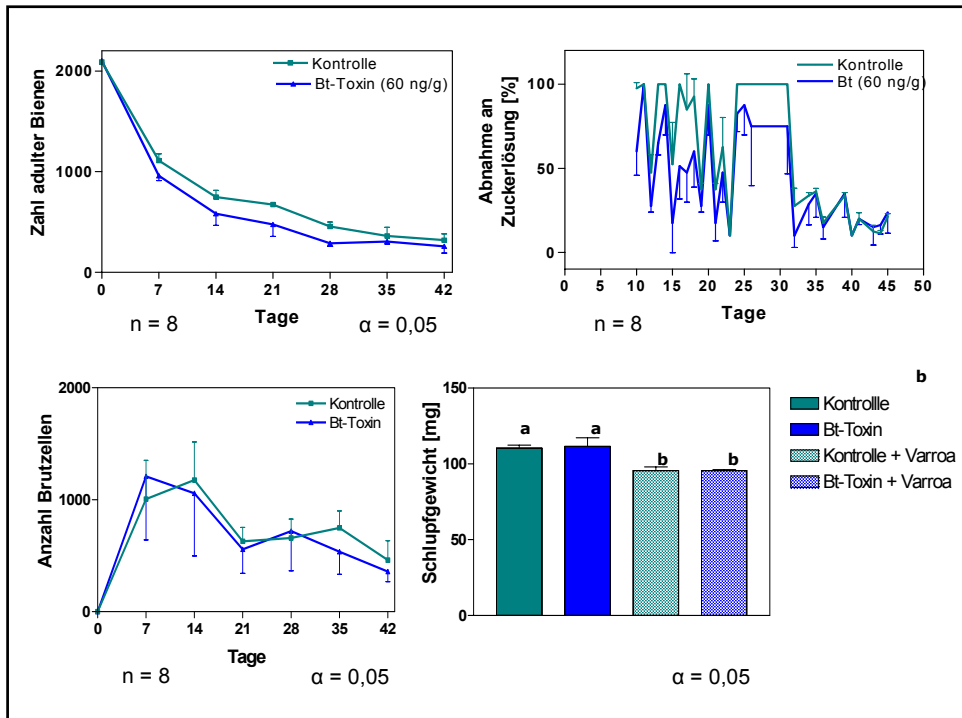 Kontrolle
Bt-Toxin (60 ng/g)
Zahl adulter Bienen
2000
1000
0
0 7 14 21 28 35 42
Tage
n = 8
α = 0,05
Kontrolle
Bt (60 ng/g)
Abnahme an
Zuckerlösung [%]
100
50
0
0 5 10 15 20 25 30 35 40 45 50
Tage
n = 8
Kontrolle
Bt-Toxin
Anzahl Brutzellen
2000
1000
0
0 7 14 21 28 35 42
Tage
n = 8
α = 0,05
Schlupfgewicht [mg]
150
100
50
0
a a b b
b
Kontrollle
Bt-Toxin
Kontrolle + Varroa
Bt-Toxin + Varroa
α = 0,05